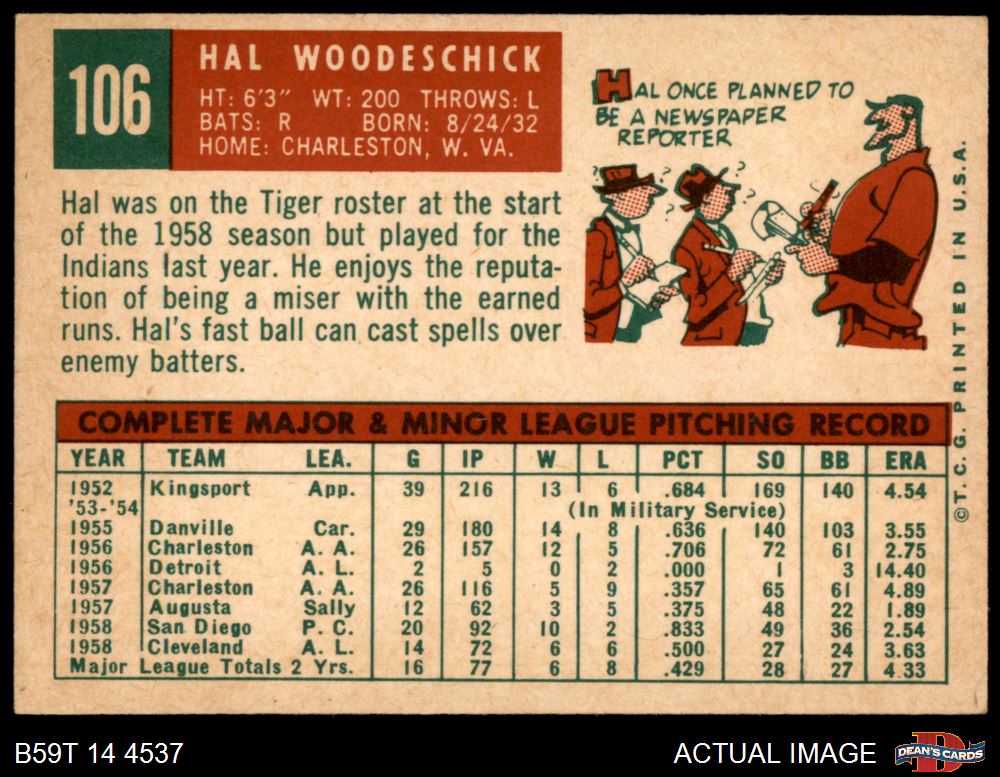 106
HAL WOODESCHICK
HT: 6'3" WT: 200 THROWS: L
BATS: R BORN: 8/24/32
HOME: CHARLESTON, W. VA.
HAL ONCE PLANNED TO
BE A NEWSPAPER
REPORTER
? ? ? ? ?
Hal was on the Tiger roster at the start
of the 1958 season but played for the
Indians last year. He enjoys the reputa-
tion of being a miser with the earned
runs. Hal's fast ball can cast spells over
enemy batters.
COMPLETE MAJOR & MINOR LEAGUE PITCHING RECORD
YEAR TEAM LEA. G IP W L PCT SO BB ERA
1952 Kingsport App. 39 216 13 6 .684 169 140 4.54
'53-'54 (In Military Service)
1955 Danville Car. 29 180 14 8 .636 140 103 3.55
1956 Charleston A. A. 26 157 12 5 .706 72 61 2.75
1956 Detroit A. L. 2 5 0 2 .000 1 3 14.40
1957 Charleston A. A. 26 116 5 9 .357 65 61 4.89
1957 Augusta Sally 12 62 3 5 .375 48 22 1.89
1958 San Diego P. C. 20 92 10 2 .833 49 36 2.54
1958 Cleveland A. L. 14 72 6 6 .500 27 24 3.63
Major League Totals 2 Yrs. 16 77 6 8 .429 28 27 4.33
©T. C. G. PRINTED IN U.S.A.
B59T 14 4537
ACTUAL IMAGE
D
DEAN'S CARDS